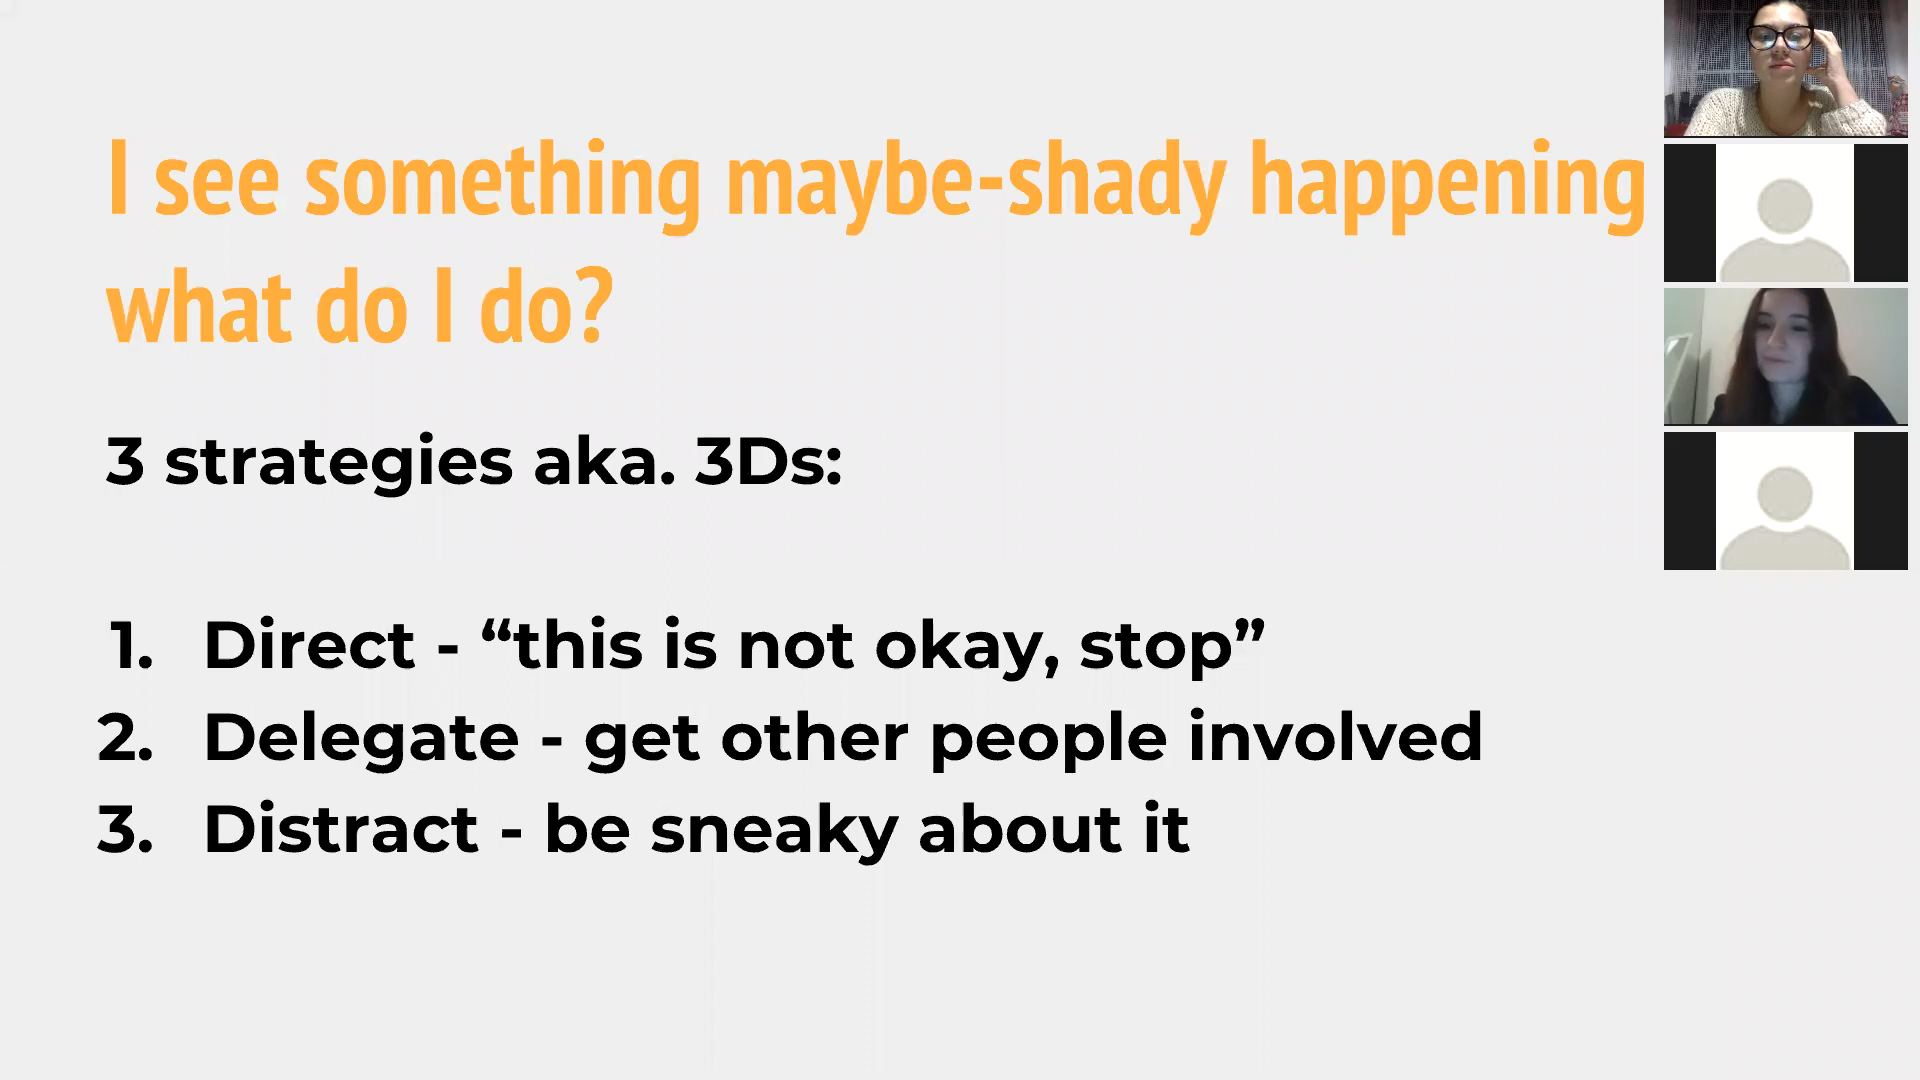 I see something maybe-shady happening
what do I do?
3 strategies aka. 3Ds:
1. Direct - “this is not okay, stop”
2. Delegate - get other people involved
3. Distract - be sneaky about it